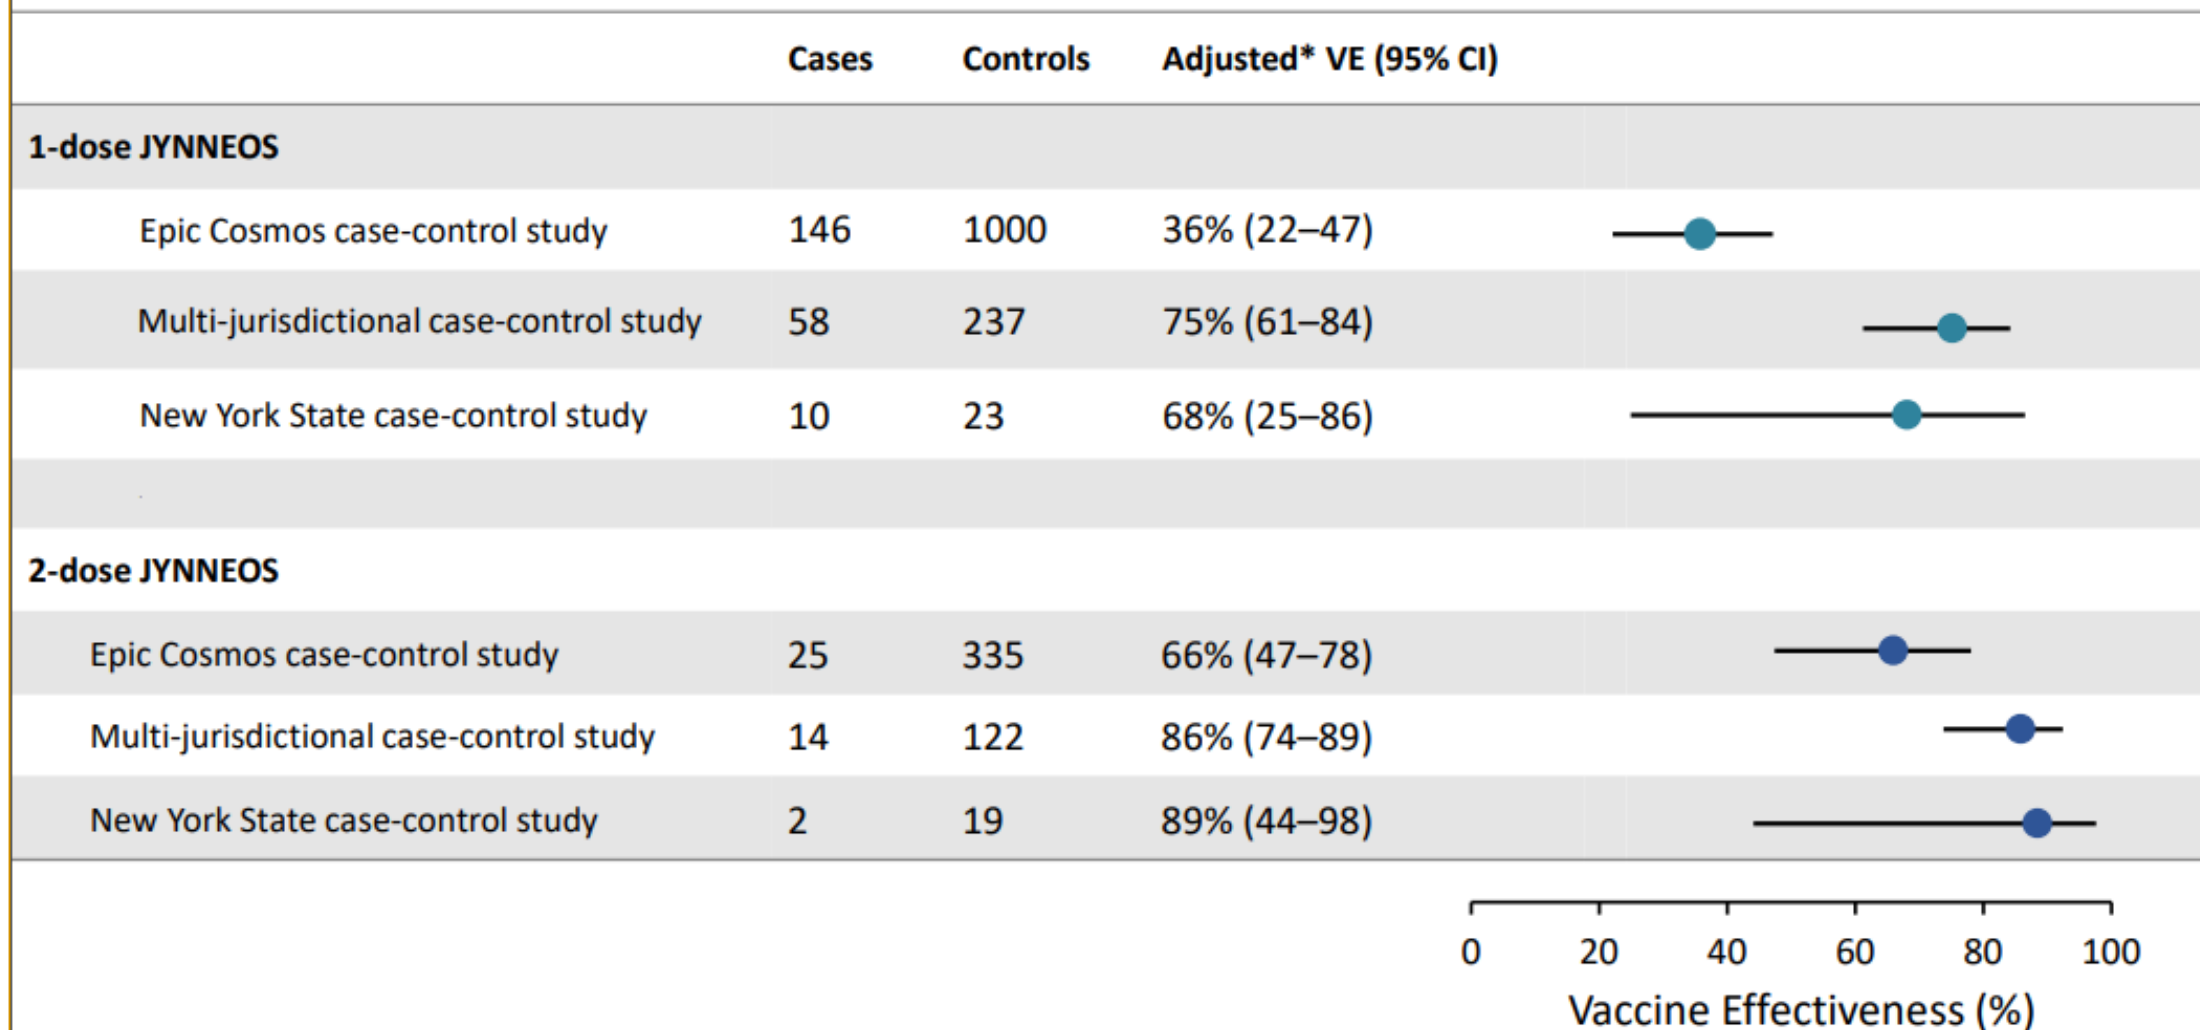 Cases Controls Adjusted* VE (95% CI)
1-dose JYNNEOS
Epic Cosmos case-control study 146 1000 36% (22–47)
Multi-jurisdictional case-control study 58 237 75% (61–84)
New York State case-control study 10 23 68% (25–86)
2-dose JYNNEOS
Epic Cosmos case-control study 25 335 66% (47–78)
Multi-jurisdictional case-control study 14 122 86% (74–89)
New York State case-control study 2 19 89% (44–98)
0 20 40 60 80 100
Vaccine Effectiveness (%)